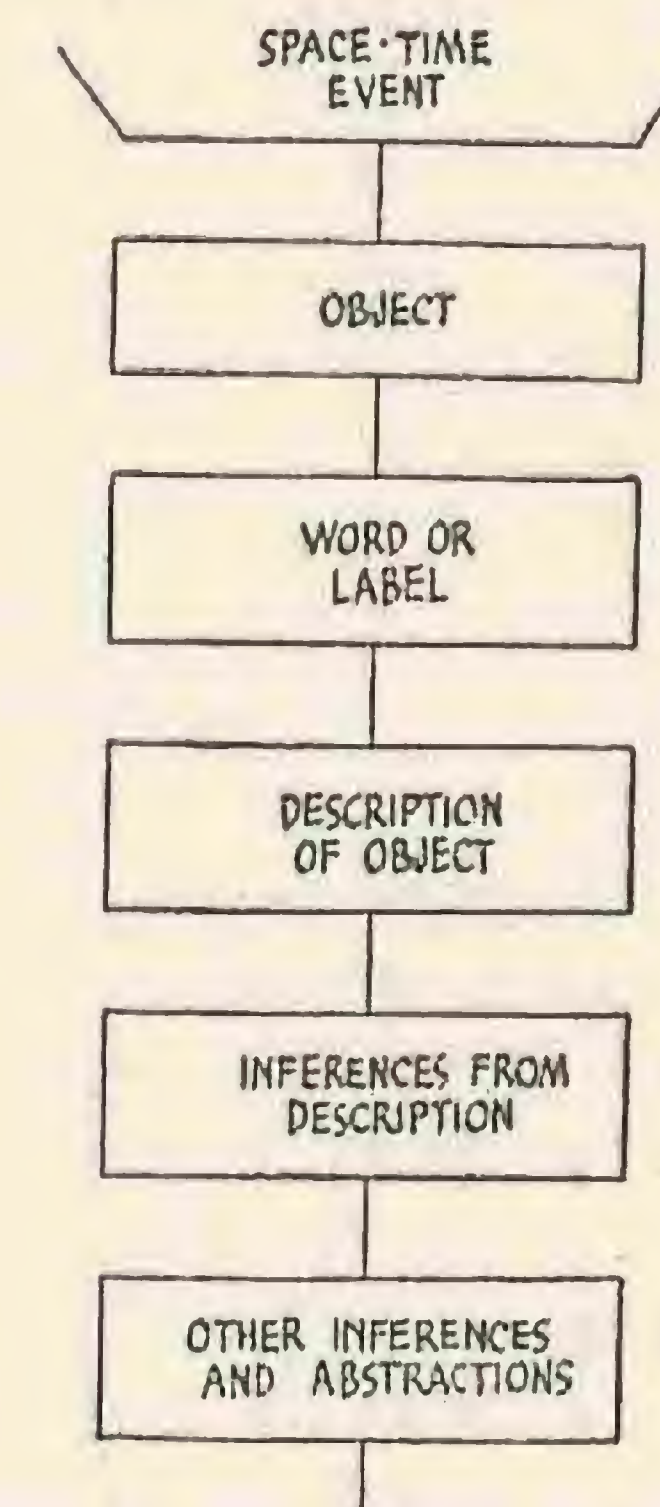 SPACE·TIME
EVENT
OBJECT
WORD OR
LABEL
DESCRIPTION
OF OBJECT
INFERENCES FROM
DESCRIPTION
OTHER INFERENCES
AND ABSTRACTIONS